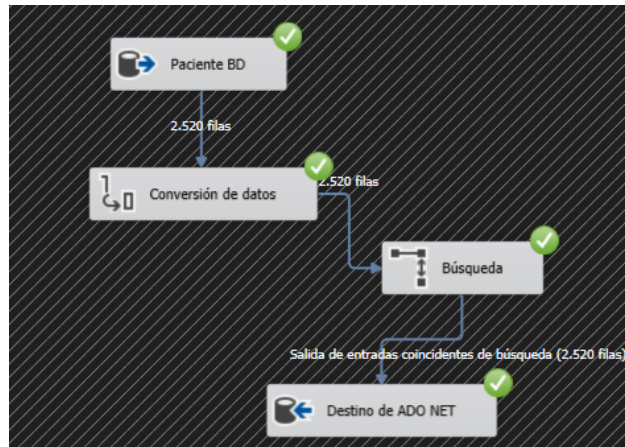 Paciente BD
2.520 filas
Conversión de datos
2.520 filas
Búsqueda
Salida de entradas coincidentes de búsqueda (2.520 filas)
Destino de ADO NET